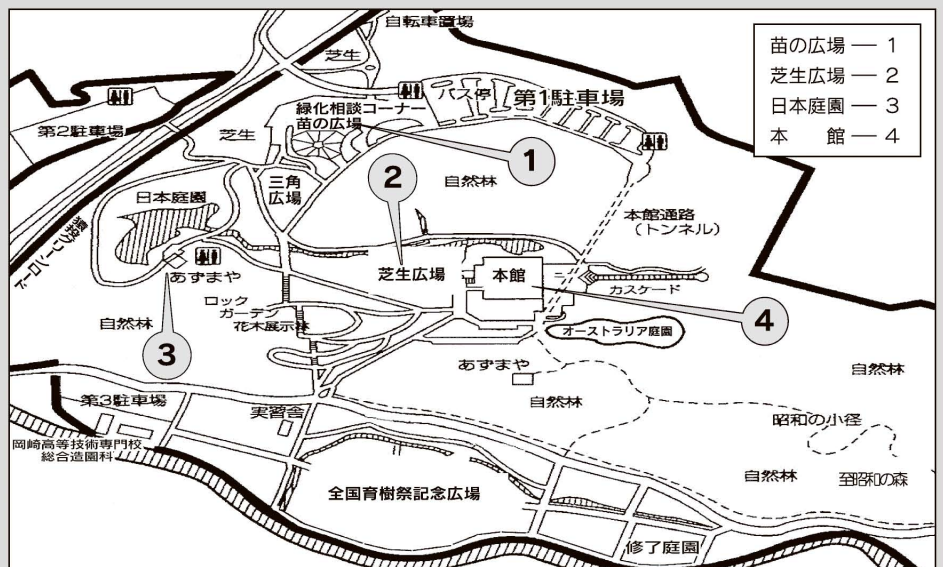 自転車置場
芝生
苗の広場 — 1
芝生広場 — 2
日本庭園 — 3
本　館 — 4
バス停
第1駐車場
第2駐車場
緑化相談コーナー
苗の広場
芝生
1
三角
広場
2
自然林
日本庭園
本館通路
(トンネル)
猿投グリーンロード
芝生広場
本館
カスケード
あずまや
ロック
ガーデン
花木展示林
自然林
オーストラリア庭園
4
3
あずまや
自然林
自然林
第3駐車場
実習舎
昭和の小径
岡崎高等技術専門校
総合造園科
自然林
至昭和の森
全国育樹祭記念広場
修了庭園